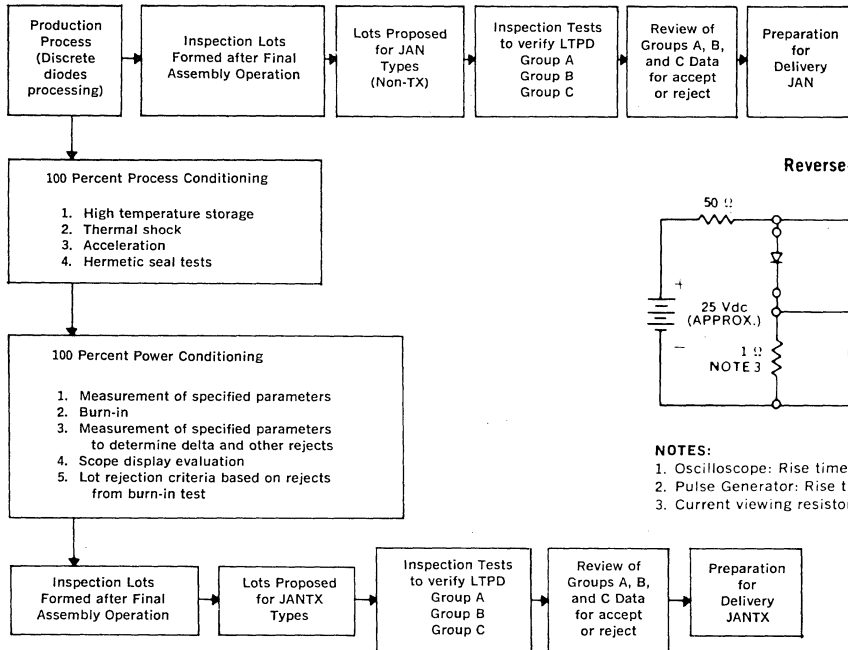 Production
Process
(Discrete
diodes
processing)
Inspection Lots
Formed after Final
Assembly Operation
Lots Proposed
for JAN
Types
(Non-TX)
Inspection Tests
to verify LTPD
Group A
Group B
Group C
Review of
Groups A, B,
and C Data
for accept
or reject
Preparation
for
Delivery
JAN
100 Percent Process Conditioning
1. High temperature storage
2. Thermal shock
3. Acceleration
4. Hermetic seal tests
100 Percent Power Conditioning
1. Measurement of specified parameters
2. Burn-in
3. Measurement of specified parameters
to determine delta and other rejects
4. Scope display evaluation
5. Lot rejection criteria based on rejects
from burn-in test
Reverse-
50 Ω
+
25 Vdc
(APPROX.)
−
1 Ω
NOTE 3
NOTES:
1. Oscilloscope: Rise time
2. Pulse Generator: Rise t
3. Current viewing resistor
Inspection Lots
Formed after Final
Assembly Operation
Lots Proposed
for JANTX
Types
Inspection Tests
to verify LTPD
Group A
Group B
Group C
Review of
Groups A, B,
and C Data
for accept
or reject
Preparation
for
Delivery
JANTX